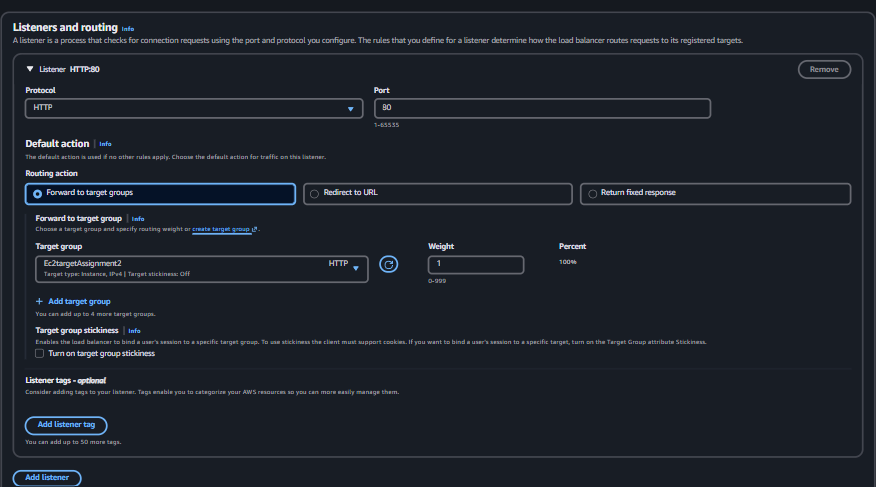 Listeners and routing Info
A listener is a process that checks for connection requests using the port and protocol you configure. The rules that you define for a listener determine how the load balancer routes requests to its registered targets.
Listener HTTP:80
Remove
Protocol
Port
HTTP
80
1-65535
Default action | Info
The default action is used if no other rules apply. Choose the default action for traffic on this listener.
Routing action
Forward to target groups
Redirect to URL
Return fixed response
Forward to target group | Info
Choose a target group and specify routing weight or create target group.
Target group
Weight
Percent
Ec2targetAssignment2
HTTP
Target type: Instance, IPv4 | Target stickiness: Off
1
100%
0-999
+ Add target group
You can add up to 4 more target groups.
Target group stickiness | Info
Enables the load balancer to bind a user's session to a specific target group. To use stickiness the client must support cookies. If you want to bind a user's session to a specific target, turn on the Target Group attribute Stickiness.
Turn on target group stickiness
Listener tags - optional
Consider adding tags to your listener. Tags enable you to categorize your AWS resources so you can more easily manage them.
Add listener tag
You can add up to 50 more tags.
Add listener